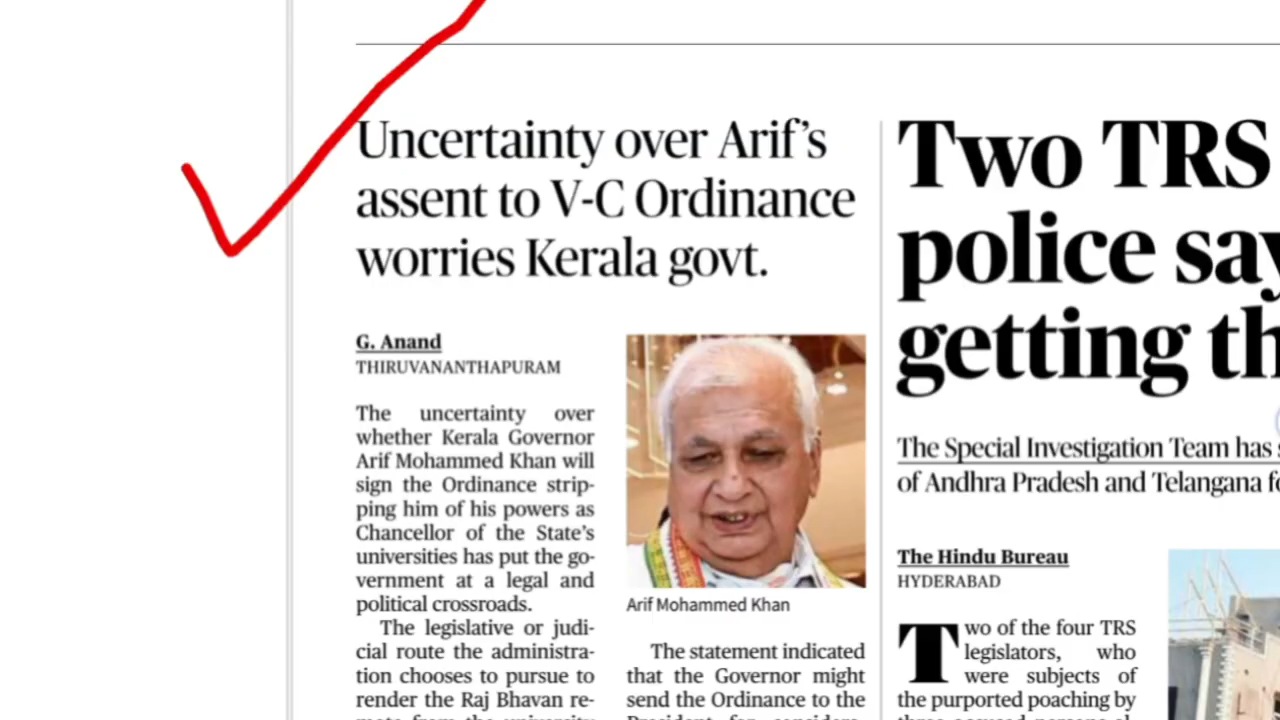 Uncertainty over Arif's
assent to V-C Ordinance
worries Kerala govt.
G. Anand
THIRUVANANTHAPURAM
The uncertainty over
whether Kerala Governor
Arif Mohammed Khan will
sign the Ordinance strip-
ping him of his powers as
Chancellor of the State's
universities has put the go-
vernment at a legal and
political crossroads.
The legislative or judi-
cial route the administra-
tion chooses to pursue to
render the Raj Bhavan re-
Arif Mohammed Khan
The statement indicated
that the Governor might
send the Ordinance to the
Two TRS
police say
getting th
The Special Investigation Team has
of Andhra Pradesh and Telangana
The Hindu Bureau
HYDERABAD
Two of the four TRS
legislators, who
were subjects of
the purported poaching by